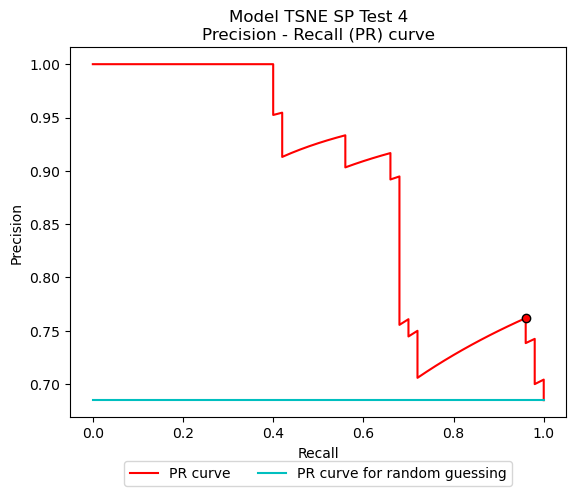 Model TSNE SP Test 4
Precision - Recall (PR) curve
1.00
0.95
0.90
0.85
0.80
0.75
0.70
Precision
0.0 0.2 0.4 0.6 0.8 1.0
Recall
PR curve PR curve for random guessing